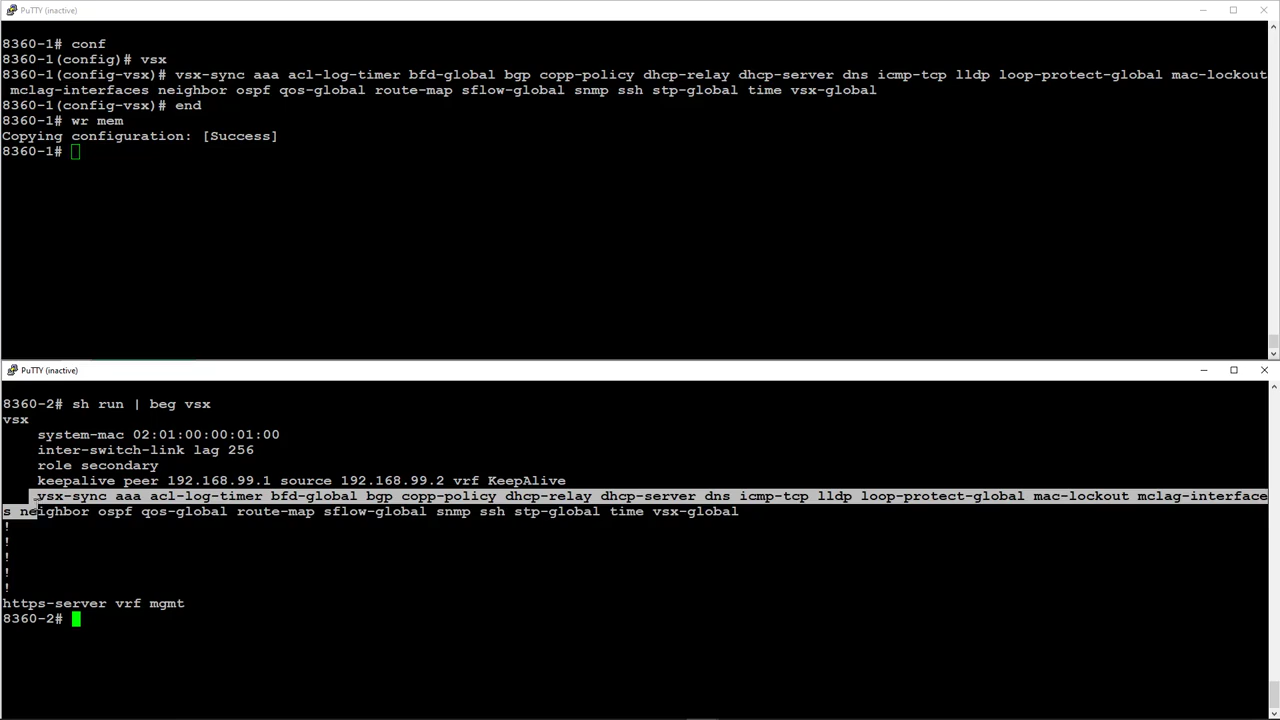 PuTTY (inactive)
8360-1# conf
8360-1(config)# vsx
8360-1(config-vsx)# vsx-sync aaa acl-log-timer bfd-global bgp copp-policy dhcp-relay dhcp-server dns icmp-tcp lldp loop-protect-global mac-lockout
mclag-interfaces neighbor ospf qos-global route-map sflow-global snmp ssh stp-global time vsx-global
8360-1(config-vsx)# end
8360-1# wr mem
Copying configuration: [Success]
8360-1#
PuTTY (inactive)
8360-2# sh run | beg vsx
vsx
system-mac 02:01:00:00:01:00
inter-switch-link lag 256
role secondary
keepalive peer 192.168.99.1 source 192.168.99.2 vrf KeepAlive
vsx-sync aaa acl-log-timer bfd-global bgp copp-policy dhcp-relay dhcp-server dns icmp-tcp lldp loop-protect-global mac-lockout mclag-interface
s neighbor ospf qos-global route-map sflow-global snmp ssh stp-global time vsx-global
!
!
!
!
!
https-server vrf mgmt
8360-2#